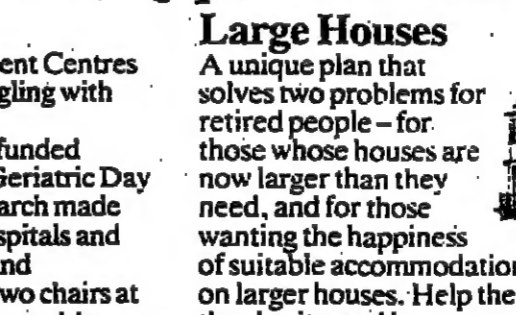 ent Centres
gling with
funded
Geriatric Day
arch made
spitals and
nd
wo chairs at
Large Houses
A unique plan that
solves two problems for
retired people – for
those whose houses are
now larger than they
need, and for those
wanting the happiness
of suitable accommodation
on larger houses. Help the